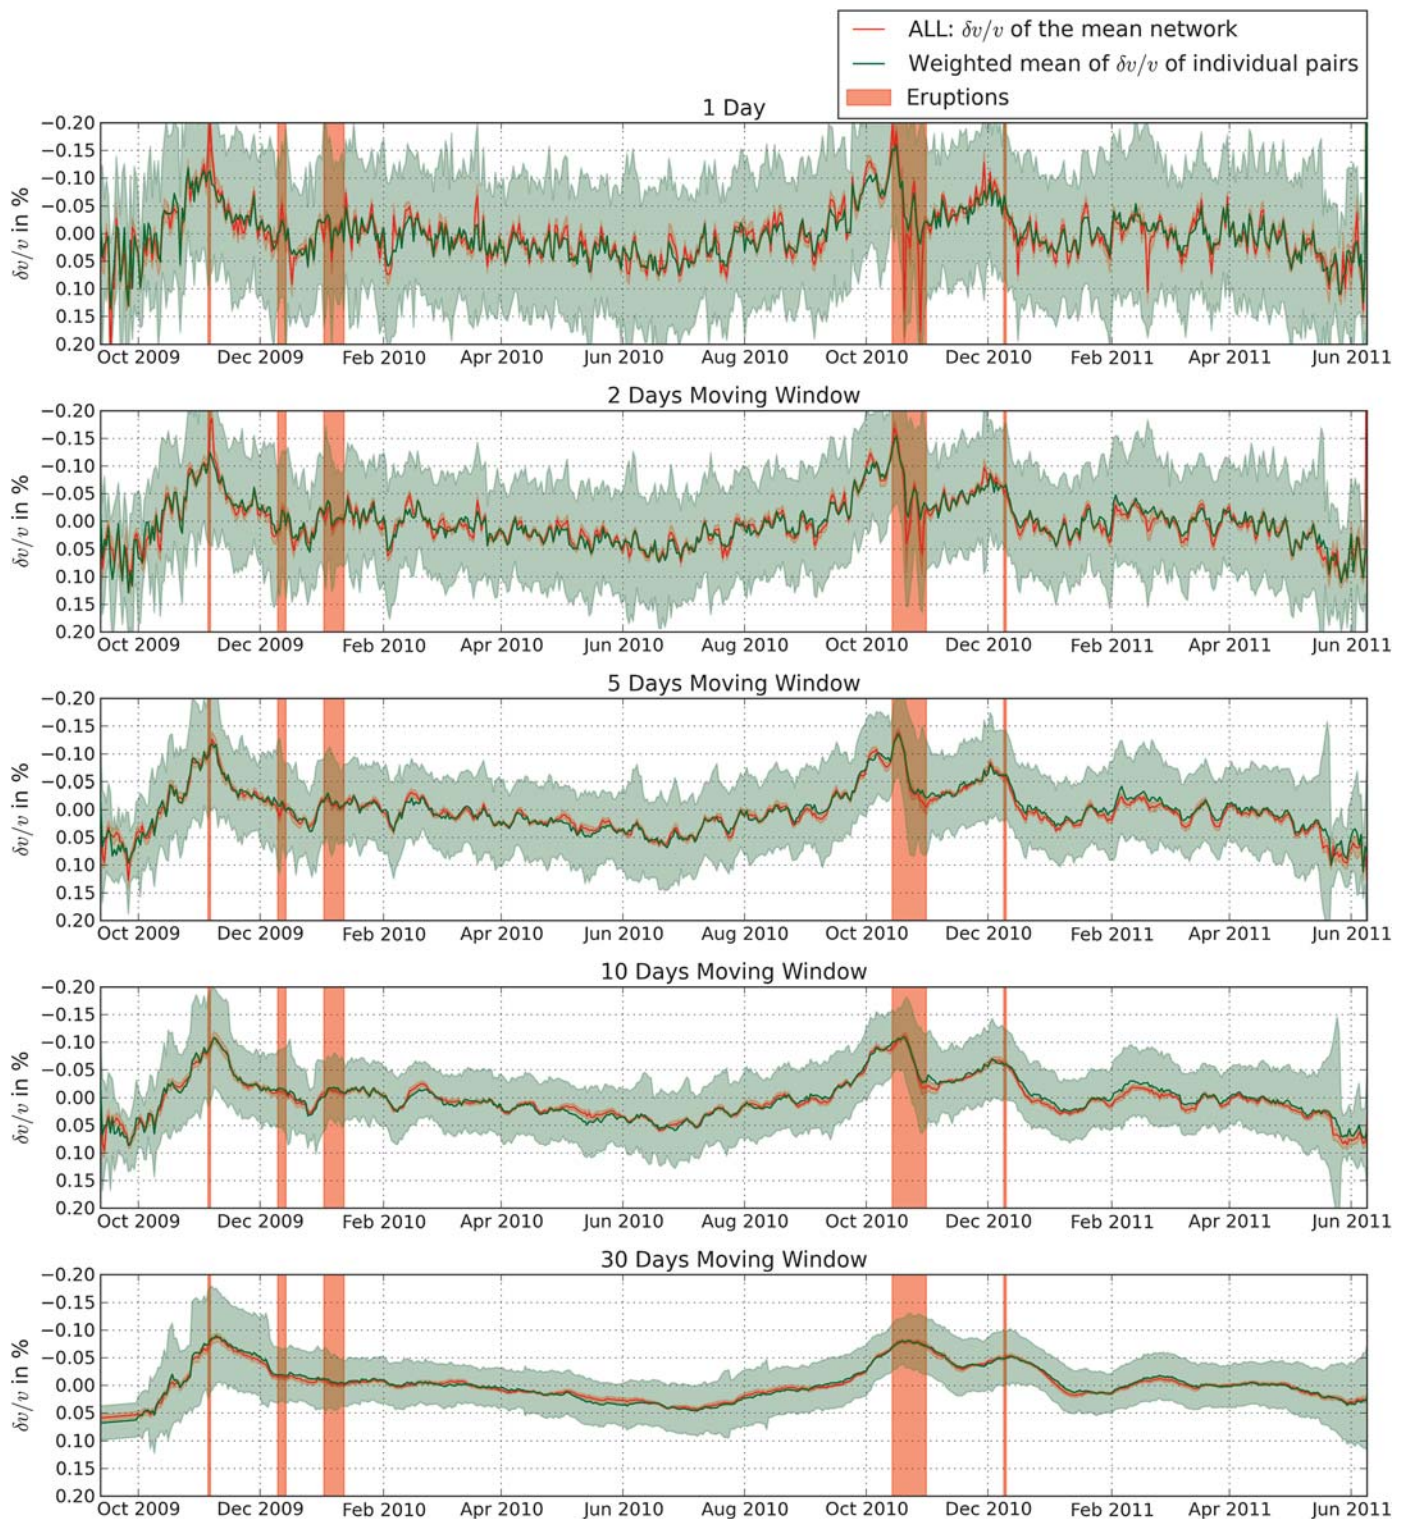 ALL: δv/v of the mean network
Weighted mean of δv/v of individual pairs
Eruptions
1 Day
−0.20
−0.15
−0.10
−0.05
0.00
0.05
0.10
0.15
0.20
δv/v in %
Oct 2009 Dec 2009 Feb 2010 Apr 2010 Jun 2010 Aug 2010 Oct 2010 Dec 2010 Feb 2011 Apr 2011 Jun 2011
2 Days Moving Window
−0.20
−0.15
−0.10
−0.05
0.00
0.05
0.10
0.15
0.20
δv/v in %
Oct 2009 Dec 2009 Feb 2010 Apr 2010 Jun 2010 Aug 2010 Oct 2010 Dec 2010 Feb 2011 Apr 2011 Jun 2011
5 Days Moving Window
−0.20
−0.15
−0.10
−0.05
0.00
0.05
0.10
0.15
0.20
δv/v in %
Oct 2009 Dec 2009 Feb 2010 Apr 2010 Jun 2010 Aug 2010 Oct 2010 Dec 2010 Feb 2011 Apr 2011 Jun 2011
10 Days Moving Window
−0.20
−0.15
−0.10
−0.05
0.00
0.05
0.10
0.15
0.20
δv/v in %
Oct 2009 Dec 2009 Feb 2010 Apr 2010 Jun 2010 Aug 2010 Oct 2010 Dec 2010 Feb 2011 Apr 2011 Jun 2011
30 Days Moving Window
−0.20
−0.15
−0.10
−0.05
0.00
0.05
0.10
0.15
0.20
δv/v in %
Oct 2009 Dec 2009 Feb 2010 Apr 2010 Jun 2010 Aug 2010 Oct 2010 Dec 2010 Feb 2011 Apr 2011 Jun 2011